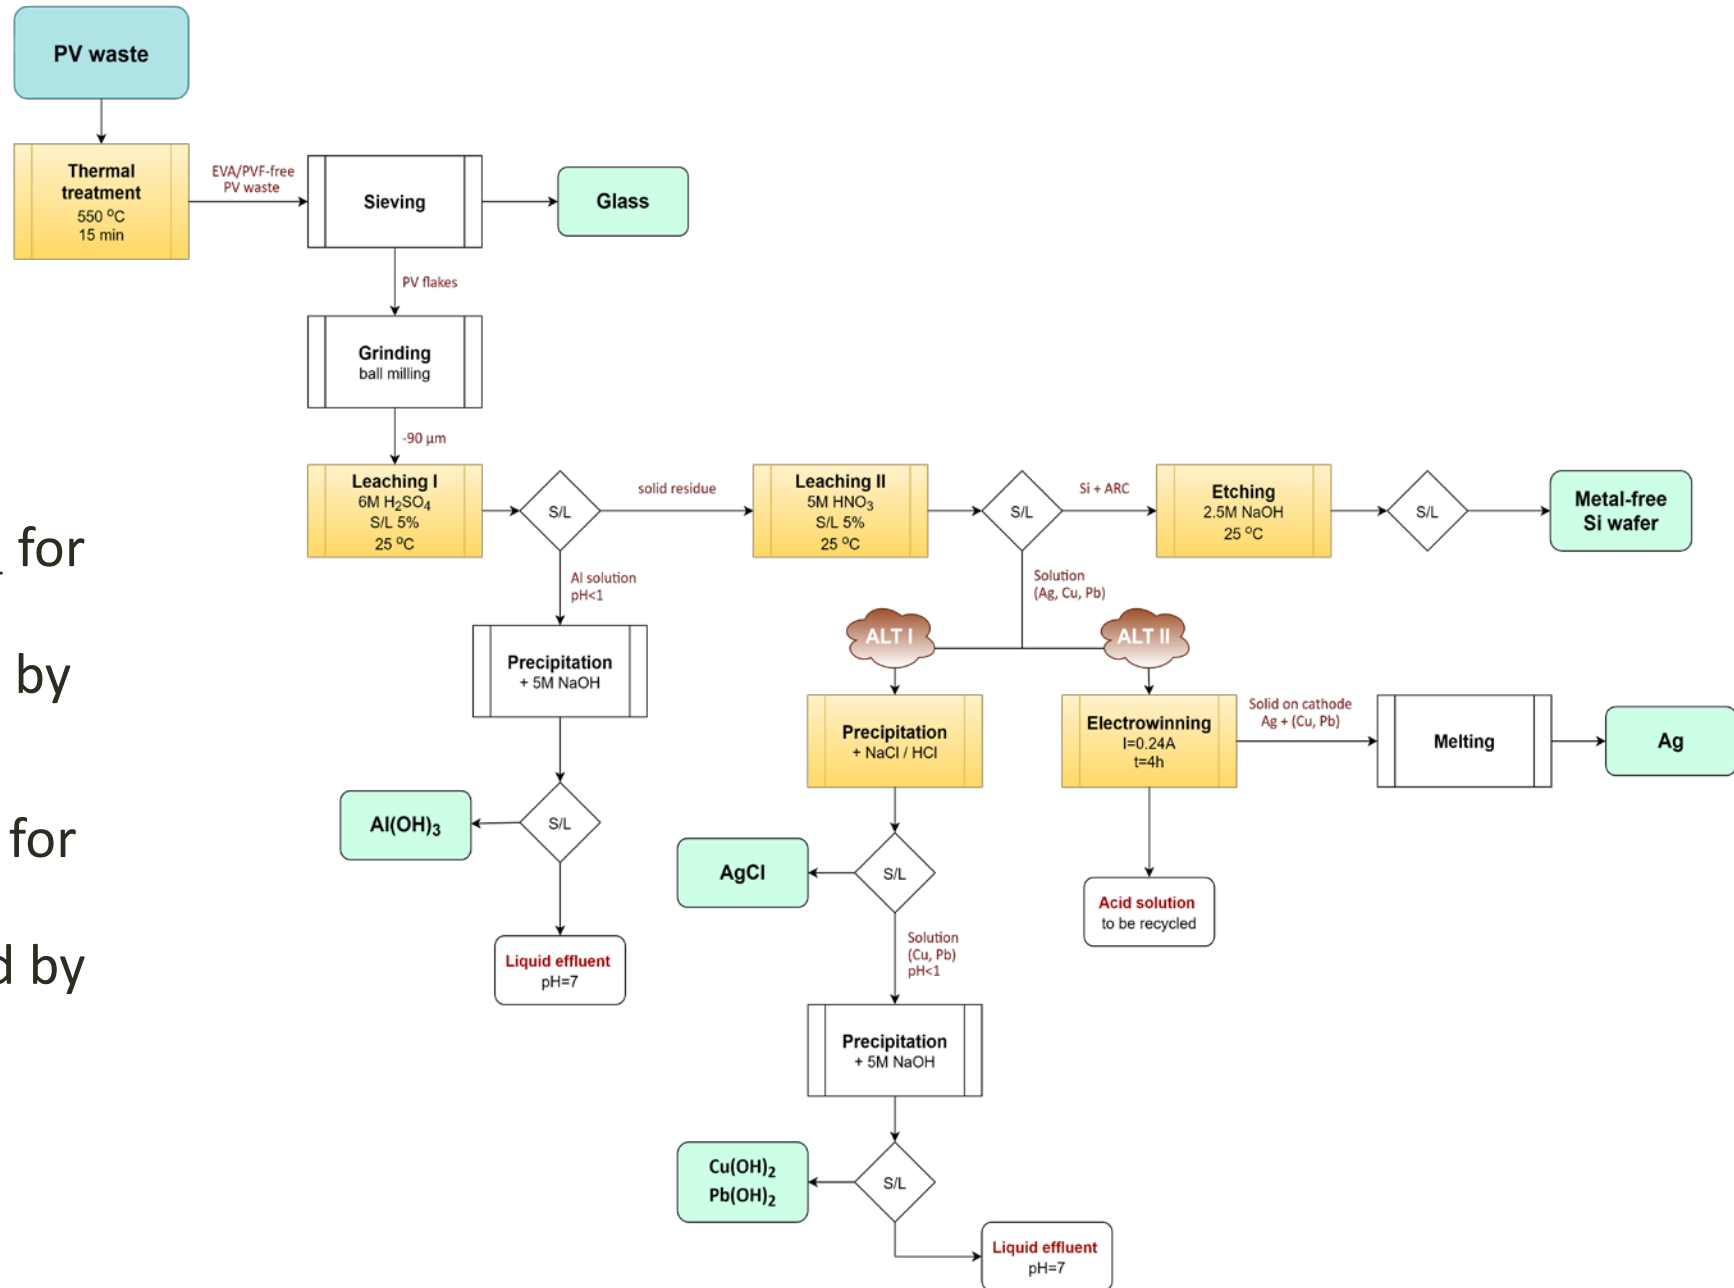 PV waste
Thermal
treatment
550 ºC
15 min
EVA/PVF-free
PV waste
Sieving
Glass
PV flakes
Grinding
ball milling
-90 μm
Leaching I
6M H₂SO₄
S/L 5%
25 ºC
S/L
solid residue
Leaching II
5M HNO₃
S/L 5%
25 ºC
S/L
Si + ARC
Etching
2.5M NaOH
25 ºC
S/L
Metal-free
Si wafer
for
by
for
d by
Al solution
pH<1
Precipitation
+ 5M NaOH
S/L
Al(OH)₃
Liquid effluent
pH=7
Solution
(Ag, Cu, Pb)
ALT I
ALT II
Precipitation
+ NaCl / HCl
Electrowinning
I=0.24A
t=4h
Solid on cathode
Ag + (Cu, Pb)
Melting
Ag
S/L
AgCl
Acid solution
to be recycled
Solution
(Cu, Pb)
pH<1
Precipitation
+ 5M NaOH
S/L
Cu(OH)₂
Pb(OH)₂
Liquid effluent
pH=7